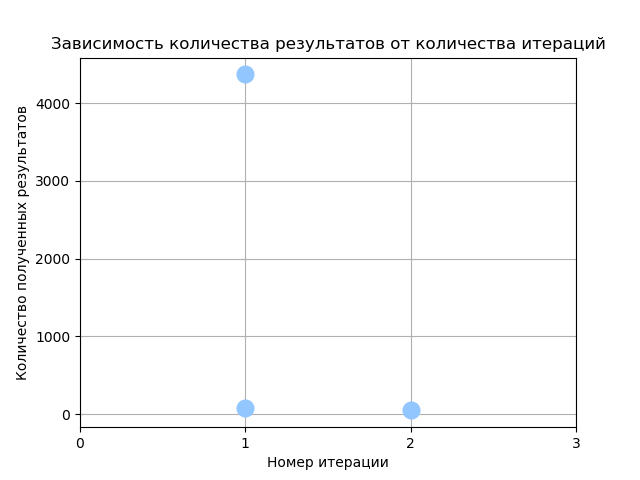 Зависимость количества результатов от количества итераций
Количество полученных результатов
4000
3000
2000
1000
0
0 1 2 3
Номер итерации